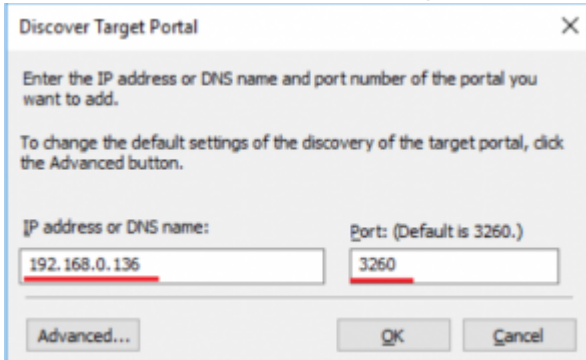 Discover Target Portal
Enter the IP address or DNS name and port number of the portal you
want to add.
To change the default settings of the discovery of the target portal, click
the Advanced button.
IP address or DNS name: Port: (Default is 3260.)
192.168.0.136 3260
Advanced... OK Cancel